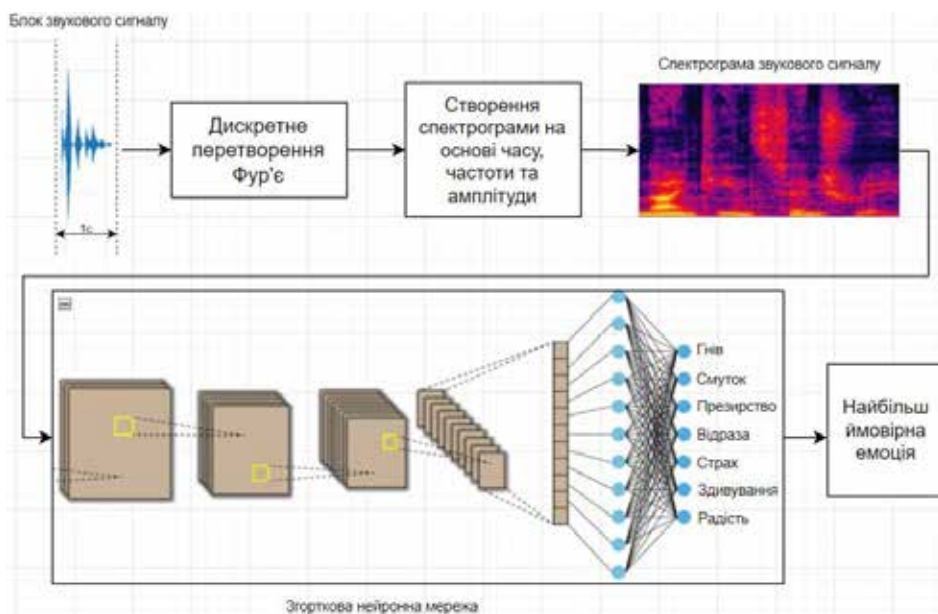 Блок звукового сигналу
1с
Дискретне
перетворення
Фур'є
Створення
спектрограми на
основі часу,
частоти та
амплітуди
Спектрограма звукового сигналу
Гнів
Смуток
Презирство
Відраза
Страх
Здивування
Радість
Найбільш
ймовірна
емоція
Згорткова нейронна мережа